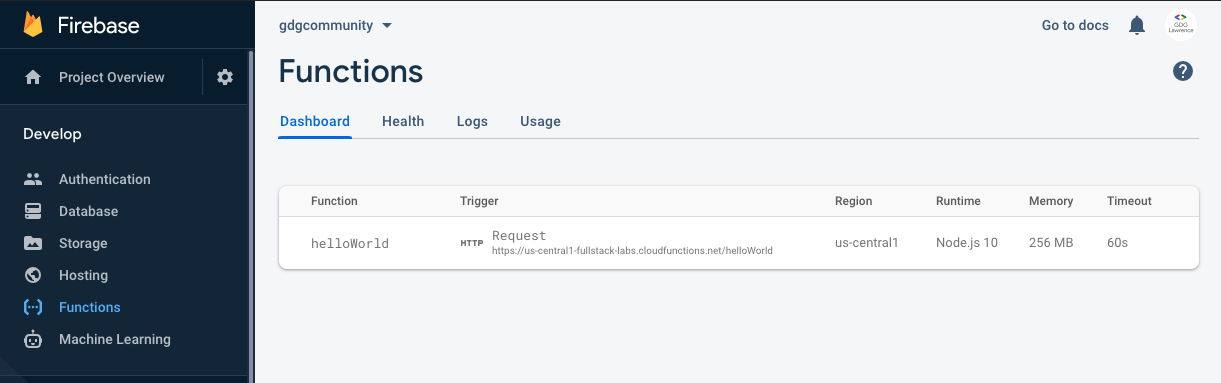 Firebase
gdgcommunity
Go to docs
GDG
Lawrence
Project Overview
Functions
?
Develop
Dashboard Health Logs Usage
Authentication
Database
Storage
Hosting
Functions
Machine Learning
Function Trigger Region Runtime Memory Timeout
helloWorld HTTP Request us-central1 Node.js 10 256 MB 60s
https://us-central1-fullstack-labs.cloudfunctions.net/helloWorld